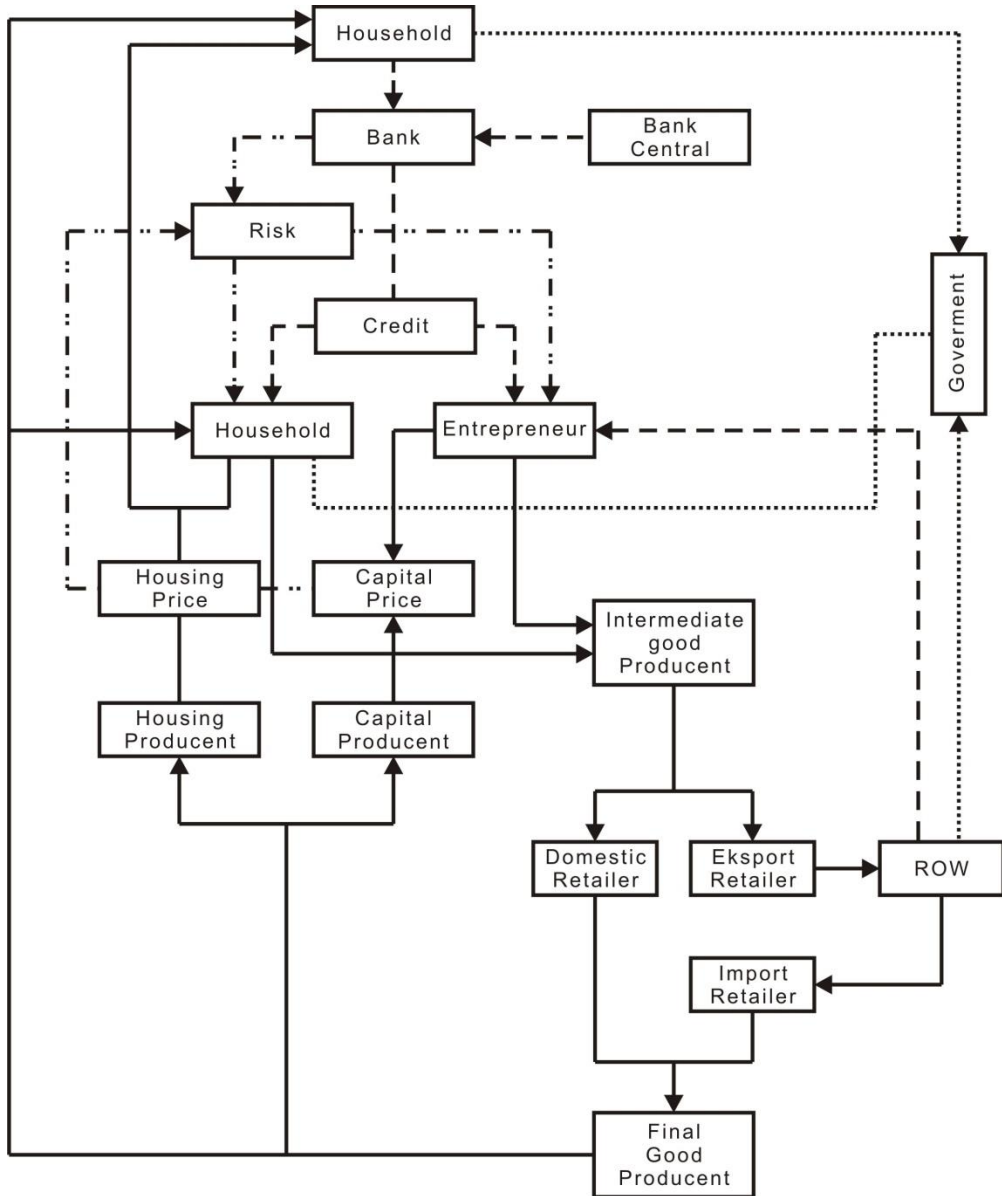 Household
Bank
Bank
Central
Risk
Credit
Goverment
Household
Entrepreneur
Housing
Price
Capital
Price
Intermediate
good
Producent
Housing
Producent
Capital
Producent
Domestic
Retailer
Eksport
Retailer
ROW
Import
Retailer
Final
Good
Producent